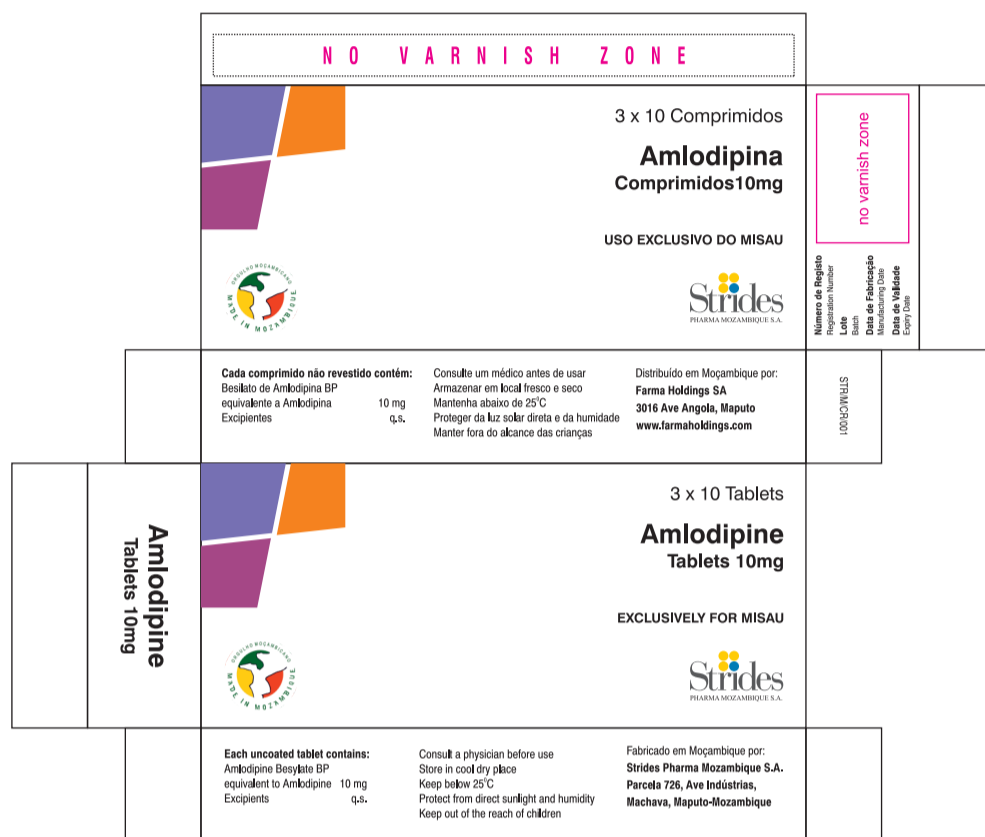 NO VARNISH ZONE
3 x 10 Comprimidos
Amlodipina
Comprimidos10mg
USO EXCLUSIVO DO MISAU
ORGULHO MOÇAMBICANO
MADE IN MOZAMBIQUE
Strides
PHARMA MOZAMBIQUE S.A.
no varnish zone
Número de Registo
Registration Number
Lote
Batch
Data de Fabricação
Manufacturing Date
Data de Validade
Expiry Date
Cada comprimido não revestido contém:
Besilato de Amlodipina BP
equivalente a Amlodipina 10 mg
Excipientes q.s.
Consulte um médico antes de usar
Armazenar em local fresco e seco
Mantenha abaixo de 25°C
Proteger da luz solar direta e da humidade
Manter fora do alcance das crianças
Distribuído em Moçambique por:
Farma Holdings SA
3016 Ave Angola, Maputo
www.farmaholdings.com
STR/M/CR/001
Amlodipine
Tablets 10mg
3 x 10 Tablets
Amlodipine
Tablets 10mg
EXCLUSIVELY FOR MISAU
ORGULHO MOÇAMBICANO
MADE IN MOZAMBIQUE
Strides
PHARMA MOZAMBIQUE S.A.
Each uncoated tablet contains:
Amlodipine Besylate BP
equivalent to Amlodipine 10 mg
Excipients q.s.
Consult a physician before use
Store in cool dry place
Keep below 25°C
Protect from direct sunlight and humidity
Keep out of the reach of children
Fabricado em Moçambique por:
Strides Pharma Mozambique S.A.
Parcela 726, Ave Indústrias,
Machava, Maputo-Mozambique